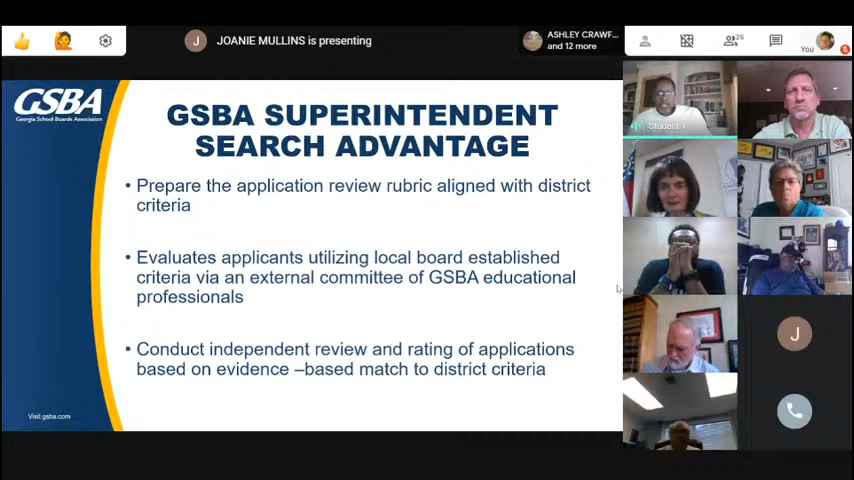 JOANIE MULLINS is presenting
ASHLEY CRAWF...
and 12 more
25
You
J
GSBA
Georgia School Boards Association
GSBA SUPERINTENDENT
SEARCH ADVANTAGE
• Prepare the application review rubric aligned with district
criteria
• Evaluates applicants utilizing local board established
criteria via an external committee of GSBA educational
professionals
• Conduct independent review and rating of applications
based on evidence –based match to district criteria
Visit gsba.com
Student 1
J